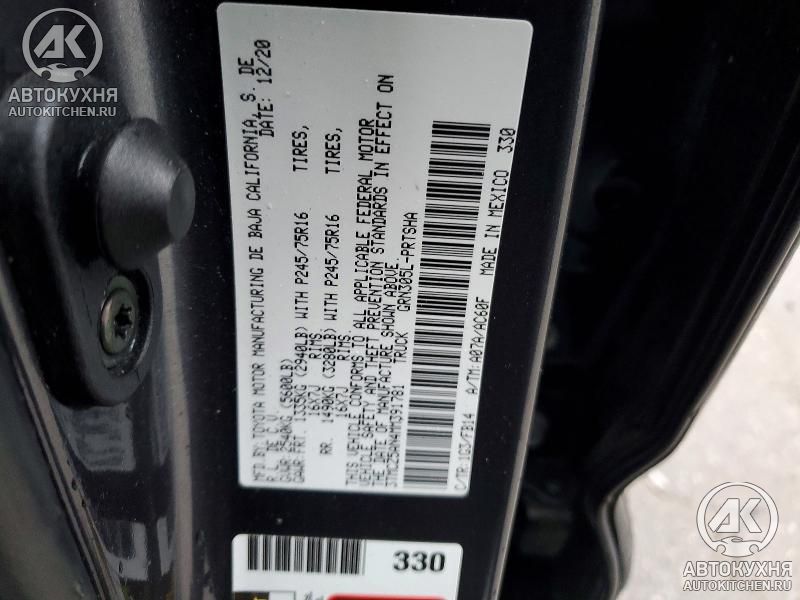 AK
АВТОКУХНЯ
AUTOKITCHEN.RU
MFD.BY: TOYOTA MOTOR MANUFACTURING DE BAJA CALIFORNIA, S. DE
R.L. DE C.V. DATE: 12/20
GVWR: 2540KG (5600LB)
GAWR: FRT. 1335KG (2940LB) WITH P245/75R16 TIRES,
16X7J RIMS,
RR. 1490KG (3280LB) WITH P245/75R16 TIRES,
16X7J RIMS.
THIS VEHICLE CONFORMS TO ALL APPLICABLE FEDERAL MOTOR
VEHICLE SAFETY AND THEFT PREVENTION STANDARDS IN EFFECT ON
THE DATE OF MANUFACTURE SHOWN ABOVE.
TRUCK GRN305L-PRTSHA
C/TR: 1G3/FB14 A/TM: A07A/AC60F MADE IN MEXICO 330
330
AK
АВТОКУХНЯ
AUTOKITCHEN.RU